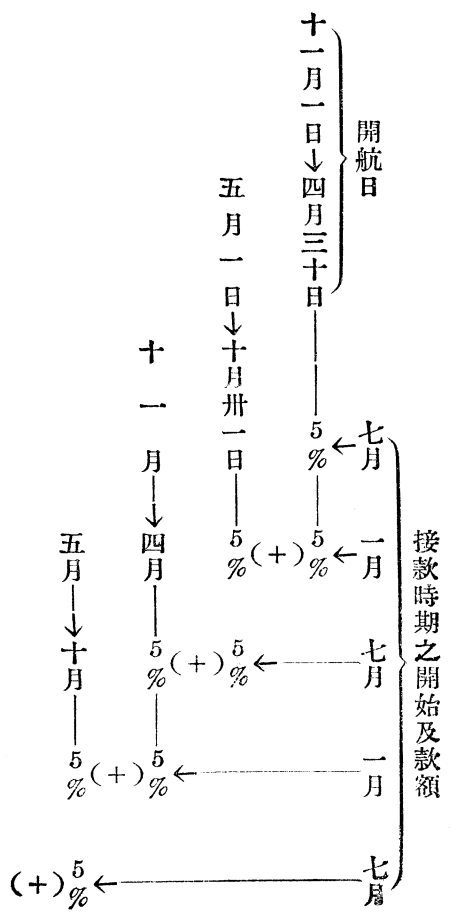 開航日
十一月一日→四月三十日
五月一日→十月卅一日
十一月→四月
五月→十月
接款時期之開始及款額
七月→5%
一月→5%(+)5%
七月→5%(+)5%
一月→5%(+)5%
七月→5%(+)